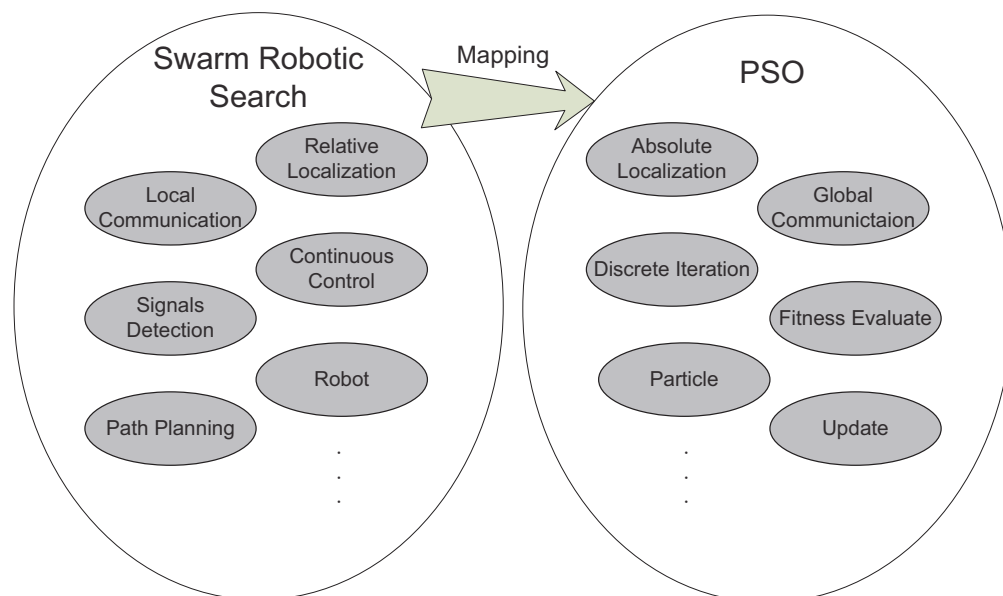 Swarm Robotic
Search
Mapping
PSO
Relative
Localization
Local
Communication
Continuous
Control
Signals
Detection
Robot
Path Planning
Absolute
Localization
Global
Communictaion
Discrete Iteration
Fitness Evaluate
Particle
Update